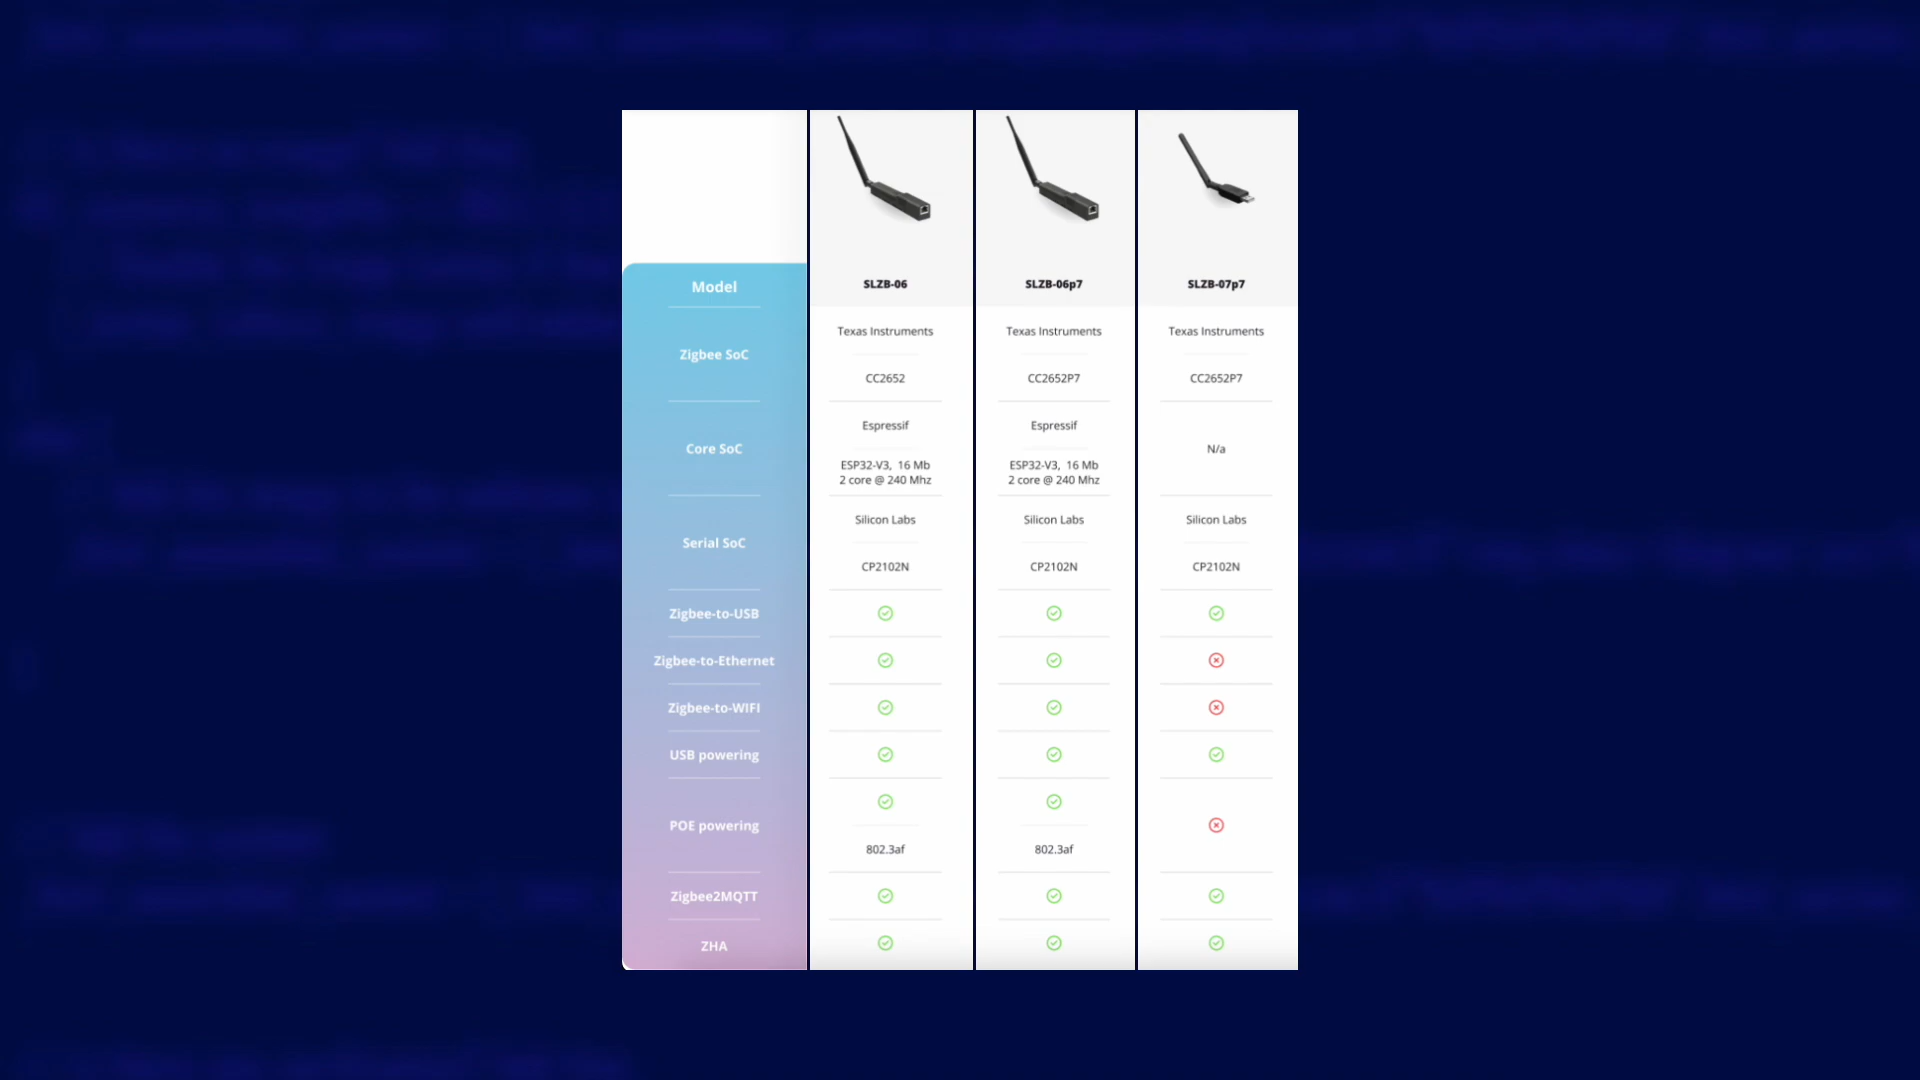 Model
SLZB-06
SLZB-06p7
SLZB-07p7
Zigbee SoC
Texas Instruments
Texas Instruments
Texas Instruments
CC2652
CC2652P7
CC2652P7
Core SoC
Espressif
Espressif
N/a
ESP32-V3, 16 Mb
2 core @ 240 Mhz
ESP32-V3, 16 Mb
2 core @ 240 Mhz
Serial SoC
Silicon Labs
Silicon Labs
Silicon Labs
CP2102N
CP2102N
CP2102N
Zigbee-to-USB
Zigbee-to-Ethernet
Zigbee-to-WIFI
USB powering
POE powering
802.3af
802.3af
Zigbee2MQTT
ZHA